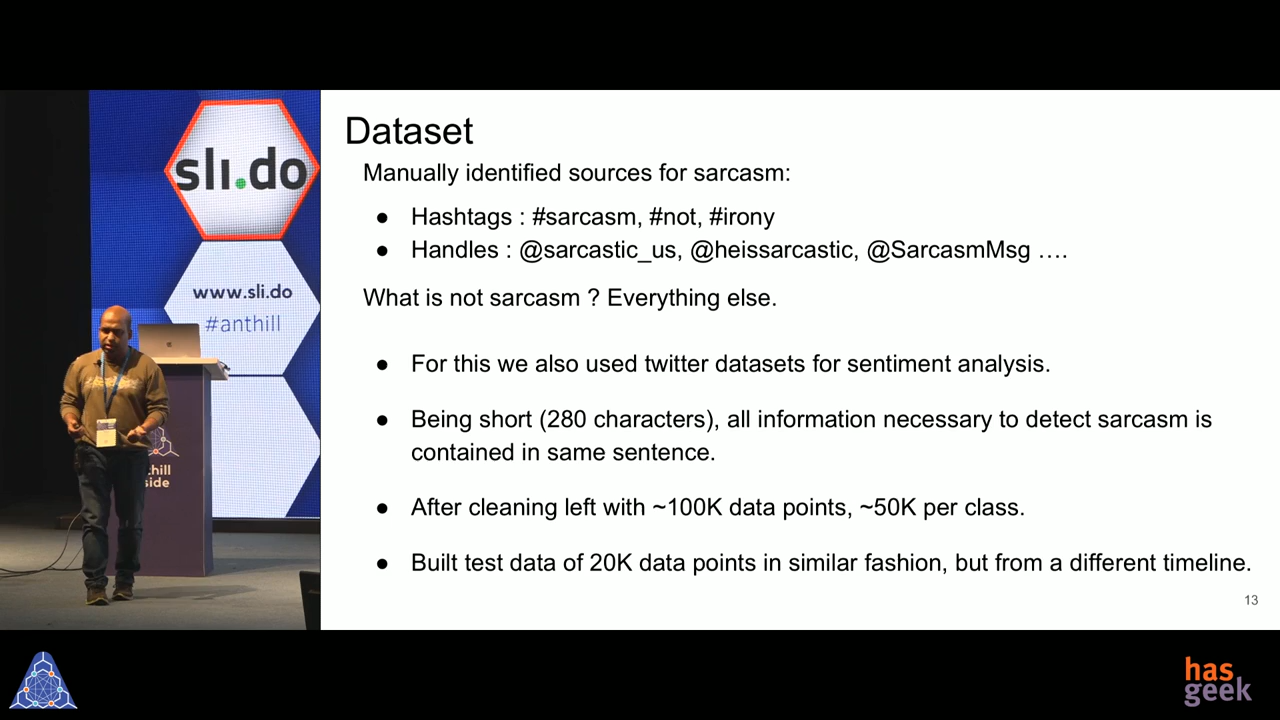 sli.do
www.sli.do
#anthill
thill
side
Dataset
Manually identified sources for sarcasm:
● Hashtags : #sarcasm, #not, #irony
● Handles : @sarcastic_us, @heissarcastic, @SarcasmMsg ….
What is not sarcasm ? Everything else.
● For this we also used twitter datasets for sentiment analysis.
● Being short (280 characters), all information necessary to detect sarcasm is
contained in same sentence.
● After cleaning left with ~100K data points, ~50K per class.
● Built test data of 20K data points in similar fashion, but from a different timeline.
13
has
geek